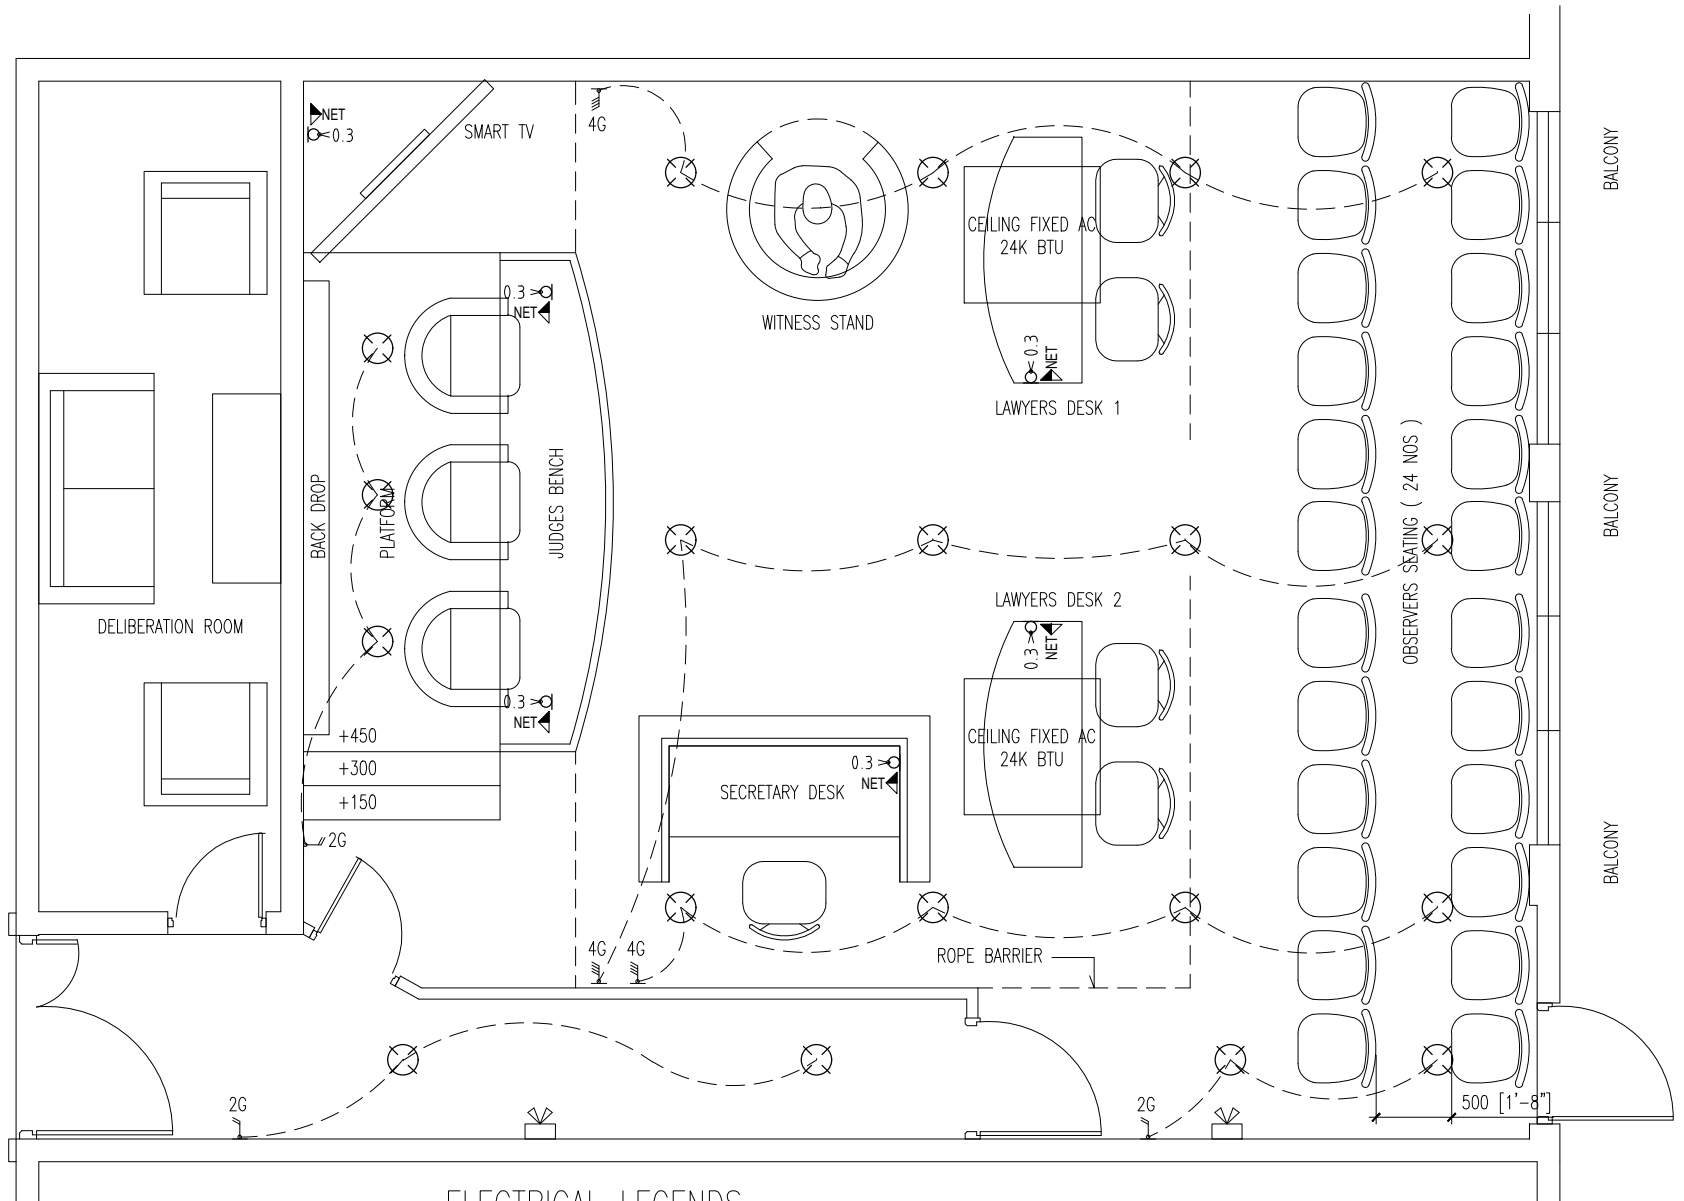 NET
0.3
SMART TV
4G
BALCONY
CEILING FIXED AC
24K BTU
0.3
NET
WITNESS STAND
0.3
NET
LAWYERS DESK 1
OBSERVERS SEATING ( 24 NOS )
BACK DROP
PLATFORM
JUDGES BENCH
BALCONY
DELIBERATION ROOM
LAWYERS DESK 2
0.3
NET
0.3
NET
+450
+300
+150
CEILING FIXED AC
24K BTU
0.3
NET
SECRETARY DESK
2G
BALCONY
4G
4G
ROPE BARRIER
2G
2G
500 [1'-8"]
ELECTRICAL LEGENDS